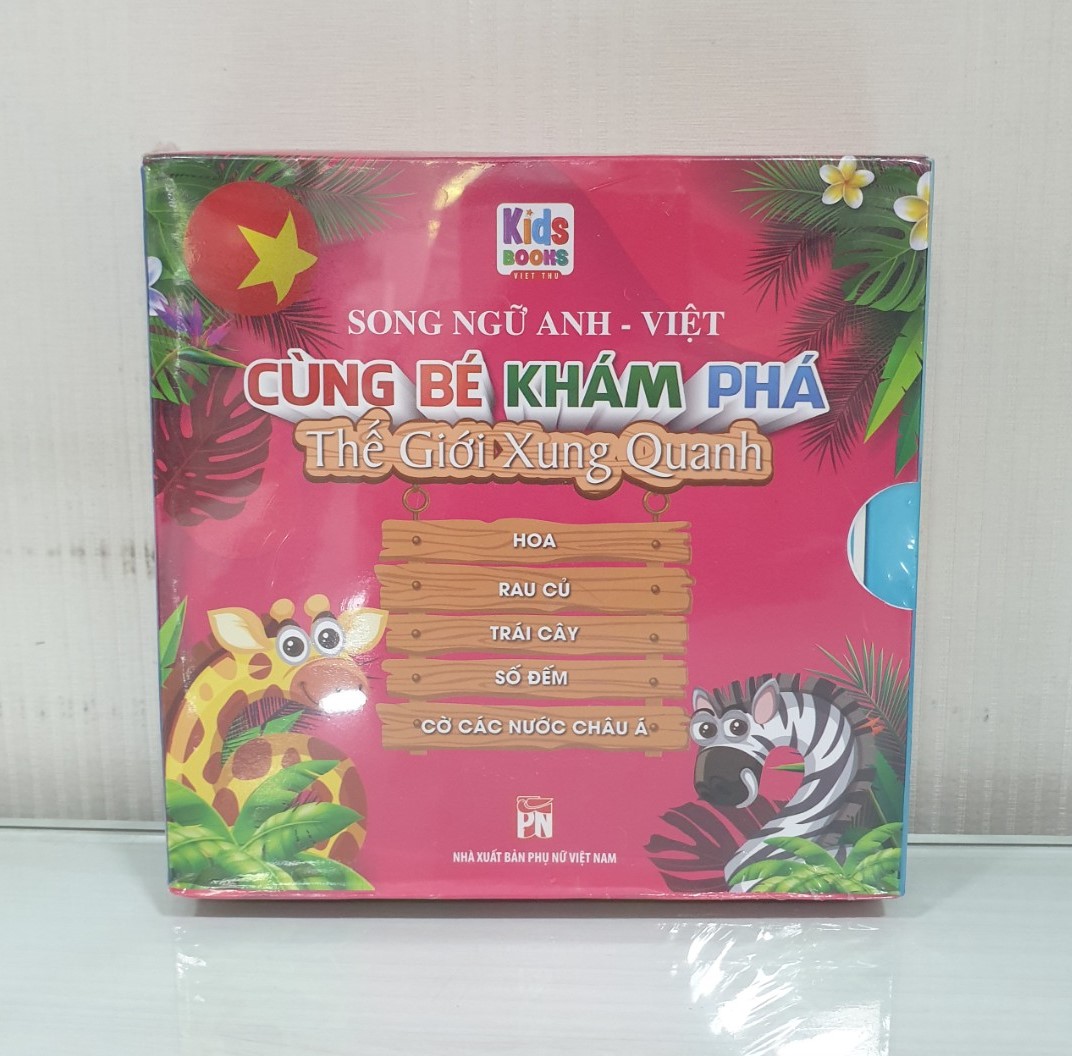 Kids
BOOKS
VIET THU
SONG NGỮ ANH - VIỆT
CÙNG BÉ KHÁM PHÁ
Thế Giới Xung Quanh
HOA
RAU CỦ
TRÁI CÂY
SỐ ĐẾM
CỜ CÁC NƯỚC CHÂU Á
PN
NHÀ XUẤT BẢN PHỤ NỮ VIỆT NAM